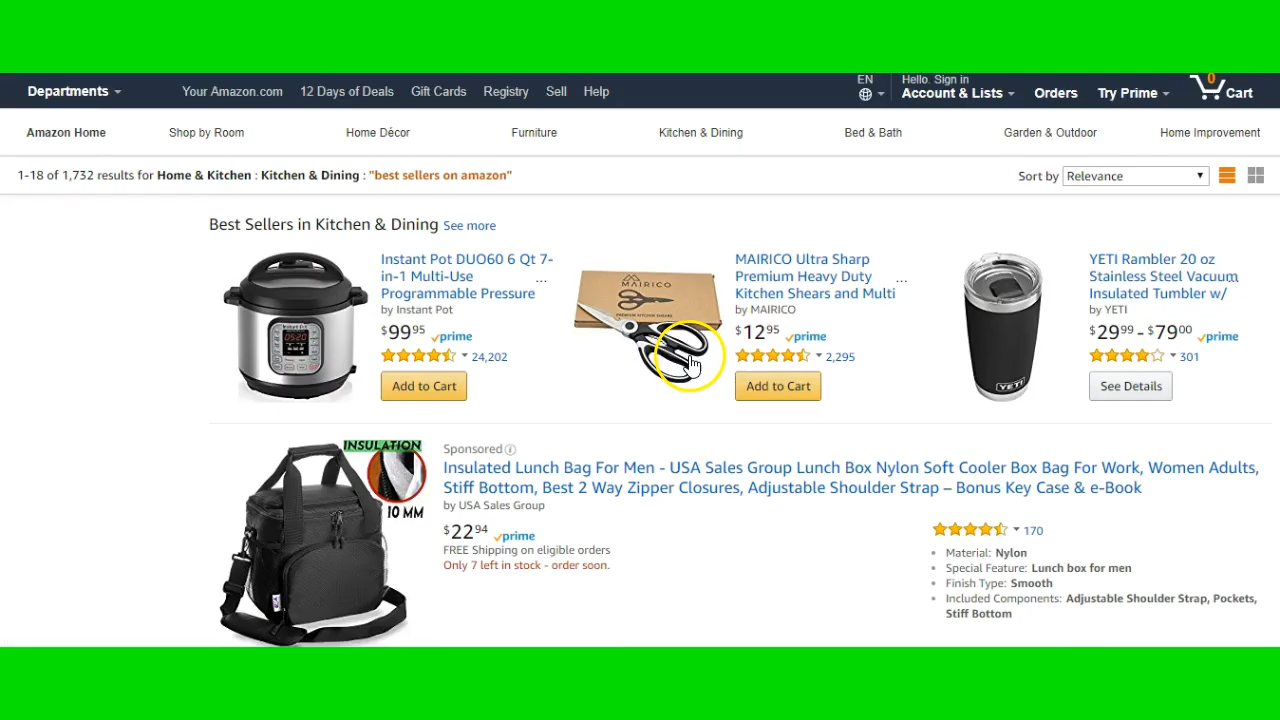 EN
Hello. Sign in
0
Departments
Your Amazon.com
12 Days of Deals
Gift Cards
Registry
Sell
Help
Account & Lists
Orders
Try Prime
Cart
Amazon Home
Shop by Room
Home Décor
Furniture
Kitchen & Dining
Bed & Bath
Garden & Outdoor
Home Improvement
1-18 of 1,732 results for Home & Kitchen : Kitchen & Dining : "best sellers on amazon"
Sort by Relevance
Best Sellers in Kitchen & Dining See more
Instant Pot DUO60 6 Qt 7-
in-1 Multi-Use ...
Programmable Pressure
by Instant Pot
$9995 prime
24,202
Add to Cart
MAIRICO
PREMIUM KITCHEN SHEARS
MAIRICO Ultra Sharp
Premium Heavy Duty ...
Kitchen Shears and Multi
by MAIRICO
$1295 prime
2,295
Add to Cart
YETI
YETI Rambler 20 oz
Stainless Steel Vacuum ...
Insulated Tumbler w/
by YETI
$2999 - $7900 prime
301
See Details
INSULATION
10 MM
Sponsored
Insulated Lunch Bag For Men - USA Sales Group Lunch Box Nylon Soft Cooler Box Bag For Work, Women Adults,
Stiff Bottom, Best 2 Way Zipper Closures, Adjustable Shoulder Strap – Bonus Key Case & e-Book
by USA Sales Group
$2294 prime
FREE Shipping on eligible orders
Only 7 left in stock - order soon.
170
Material: Nylon
Special Feature: Lunch box for men
Finish Type: Smooth
Included Components: Adjustable Shoulder Strap, Pockets,
Stiff Bottom